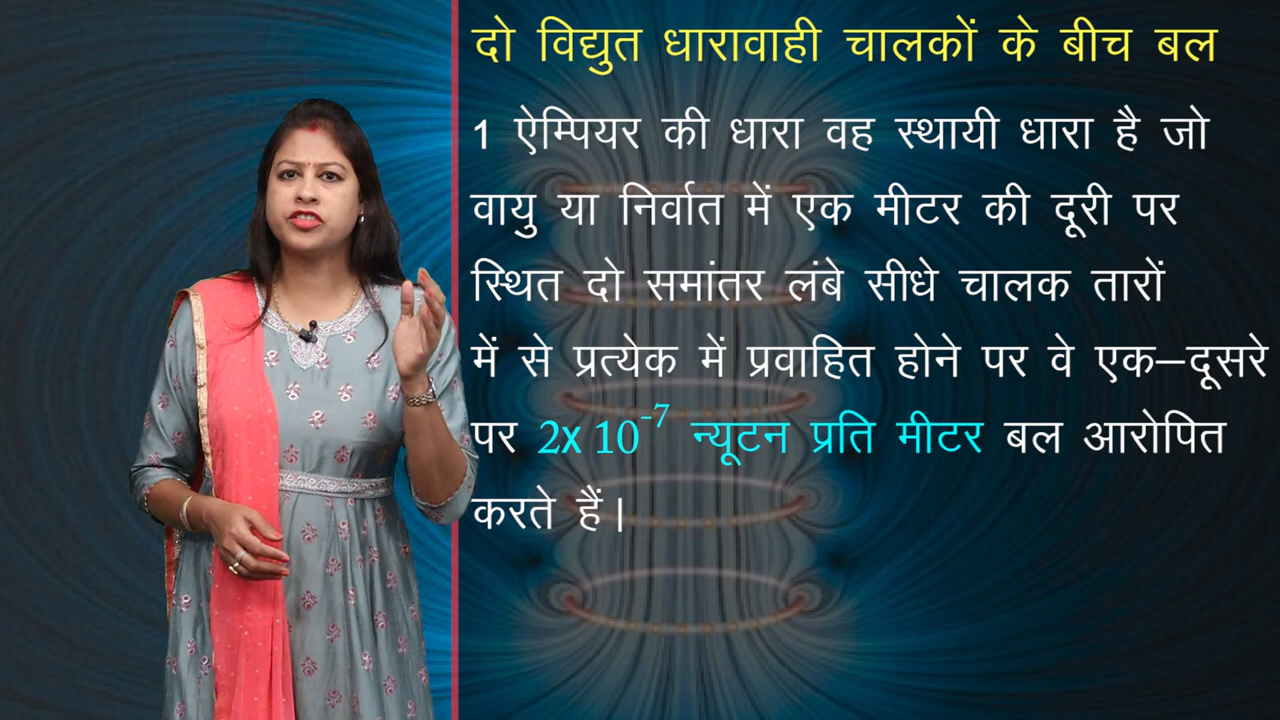 दो विद्युत धारावाही चालकों के बीच बल
1 ऐम्पियर की धारा वह स्थायी धारा है जो
वायु या निर्वात में एक मीटर की दूरी पर
स्थित दो समांतर लंबे सीधे चालक तारों
में से प्रत्येक में प्रवाहित होने पर वे एक–दूसरे
पर 2x 10⁻⁷ न्यूटन प्रति मीटर बल आरोपित
करते हैं।